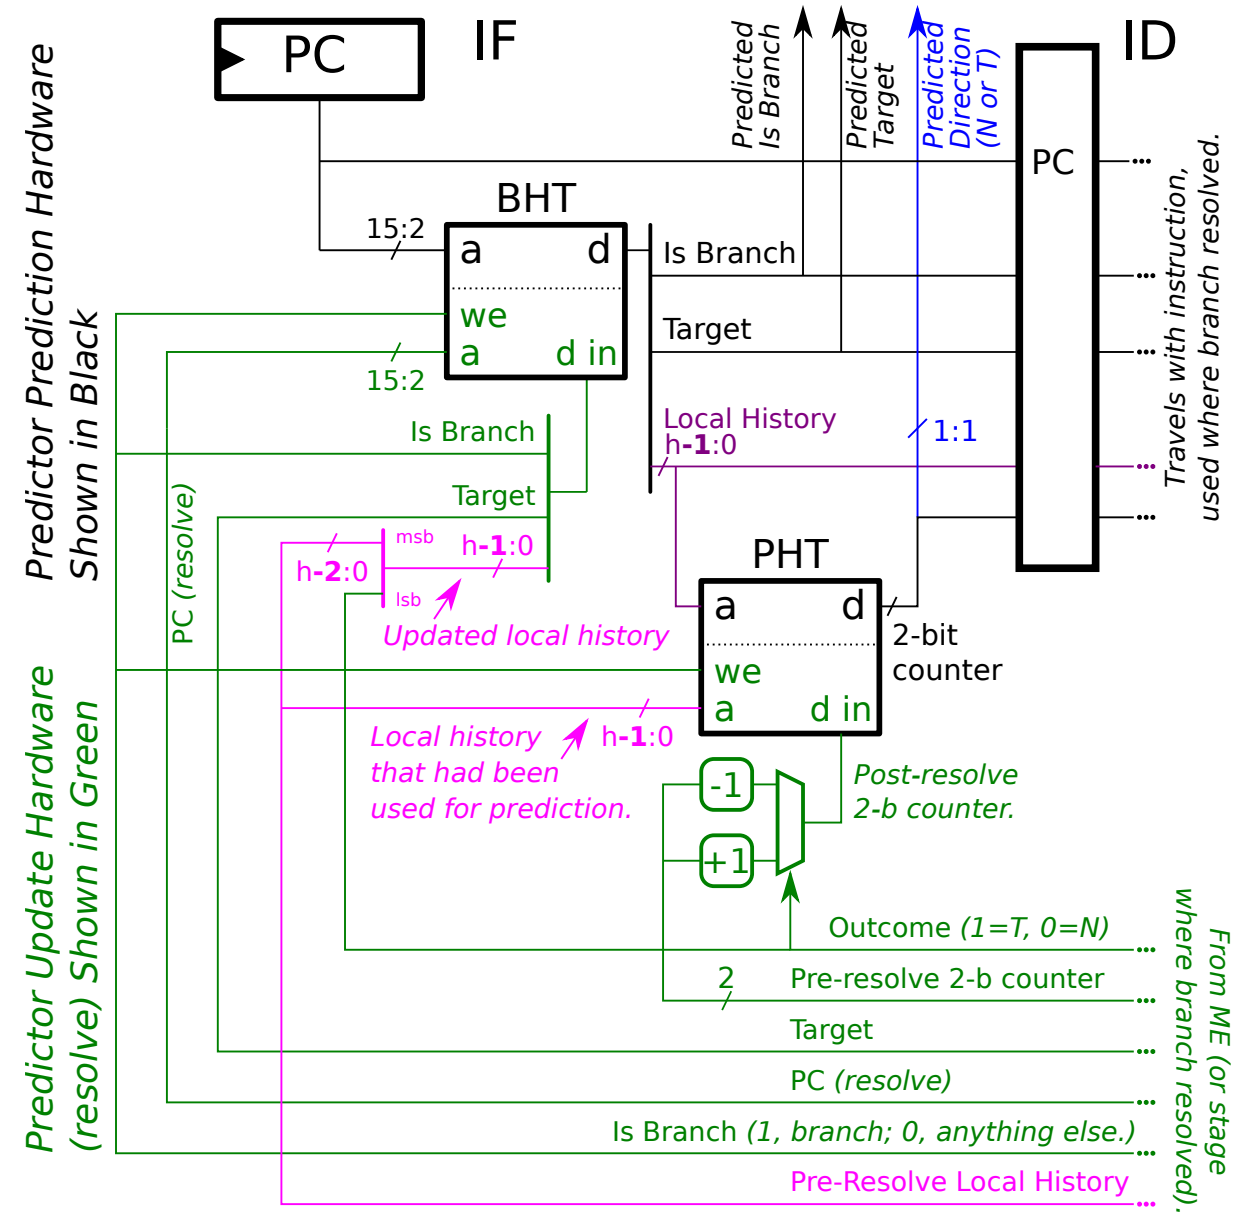 PC
IF
ID
Predicted
Is Branch
Predicted
Target
Predicted
Direction
(N or T)
PC ...
BHT
15:2
a d
Is Branch ...
we
Target ...
a d in
15:2
Predictor Prediction Hardware
Shown in Black
Travels with instruction,
used where branch resolved.
Is Branch
Local History
h-1:0 ...
1:1
Target
PC (resolve)
...
msb
h-1:0
h-2:0
lsb
Updated local history
PHT
a d
2-bit
counter
we
a d in
Local history
that had been
used for prediction.
h-1:0
-1
+1
Post-resolve
2-b counter.
Predictor Update Hardware
(resolve) Shown in Green
Outcome (1=T, 0=N) ...
2 Pre-resolve 2-b counter ...
Target ...
PC (resolve) ...
Is Branch (1, branch; 0, anything else.) ...
Pre-Resolve Local History ...
From ME (or stage
where branch resolved).